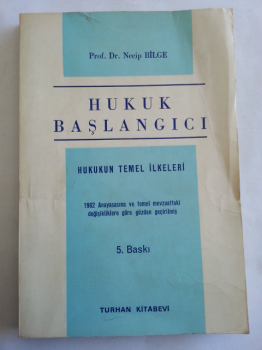 Prof. Dr. Necip BİLGE
HUKUK
BAŞLANGICI
HUKUKUN TEMEL İLKELERİ
1982 Anayasasına ve temel mevzuattaki
değişikliklere göre gözden geçirilmiş
5. Baskı
TURHAN KİTABEVİ